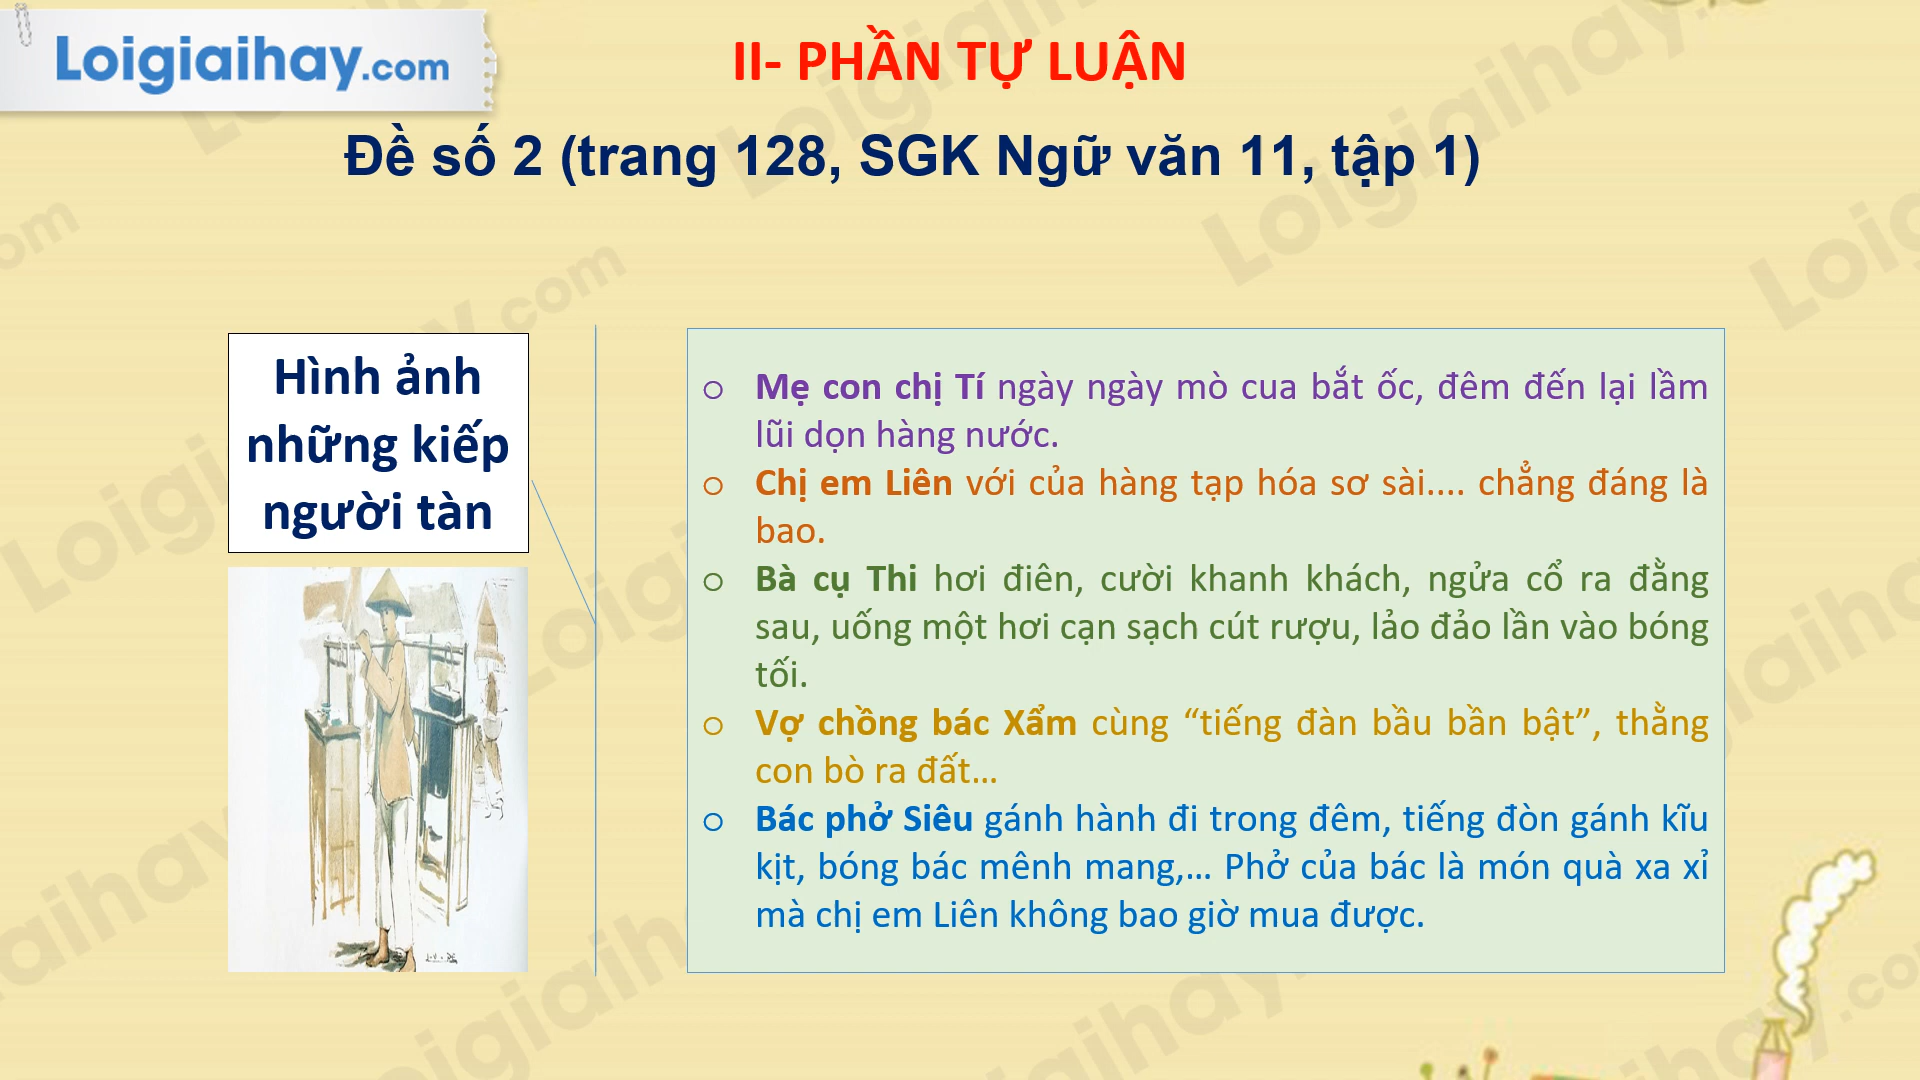 Loigiaihay.com
II- PHẦN TỰ LUẬN
Đề số 2 (trang 128, SGK Ngữ văn 11, tập 1)
Hình ảnh
những kiếp
người tàn
o Mẹ con chị Tí ngày ngày mò cua bắt ốc, đêm đến lại lầm
lũi dọn hàng nước.
o Chị em Liên với của hàng tạp hóa sơ sài.... chẳng đáng là
bao.
o Bà cụ Thi hơi điên, cười khanh khách, ngửa cổ ra đằng
sau, uống một hơi cạn sạch cút rượu, lảo đảo lần vào bóng
tối.
o Vợ chồng bác Xẩm cùng “tiếng đàn bầu bần bật”, thằng
con bò ra đất…
o Bác phở Siêu gánh hành đi trong đêm, tiếng đòn gánh kĩu
kịt, bóng bác mênh mang,… Phở của bác là món quà xa xỉ
mà chị em Liên không bao giờ mua được.